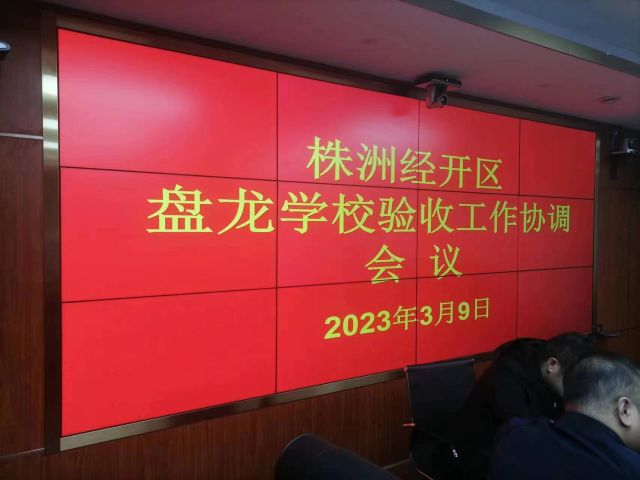 株洲经开区
盘龙学校验收工作协调
会议
2023年3月9日